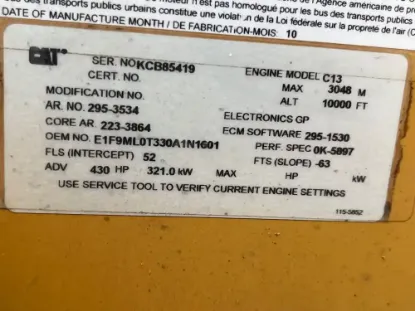 des transports publics urbains constitue une violation de la Loi fédérale sur la propreté de l'air (C
DATE OF MANUFACTURE MONTH / DE FABRICATION-MOIS: 10
CAT
SER. NO KCB85419 ENGINE MODEL C13
CERT. NO. MAX 3048 M
MODIFICATION NO. ALT 10000 FT
AR. NO. 295-3534 ELECTRONICS GP
CORE AR. 223-3864 ECM SOFTWARE 295-1530
OEM NO. E1F9ML0T330A1N1601 PERF. SPEC 0K-5897
FLS (INTERCEPT) 52 FTS (SLOPE) -63
ADV 430 HP 321.0 kW MAX HP kW
USE SERVICE TOOL TO VERIFY CURRENT ENGINE SETTINGS
115-5852